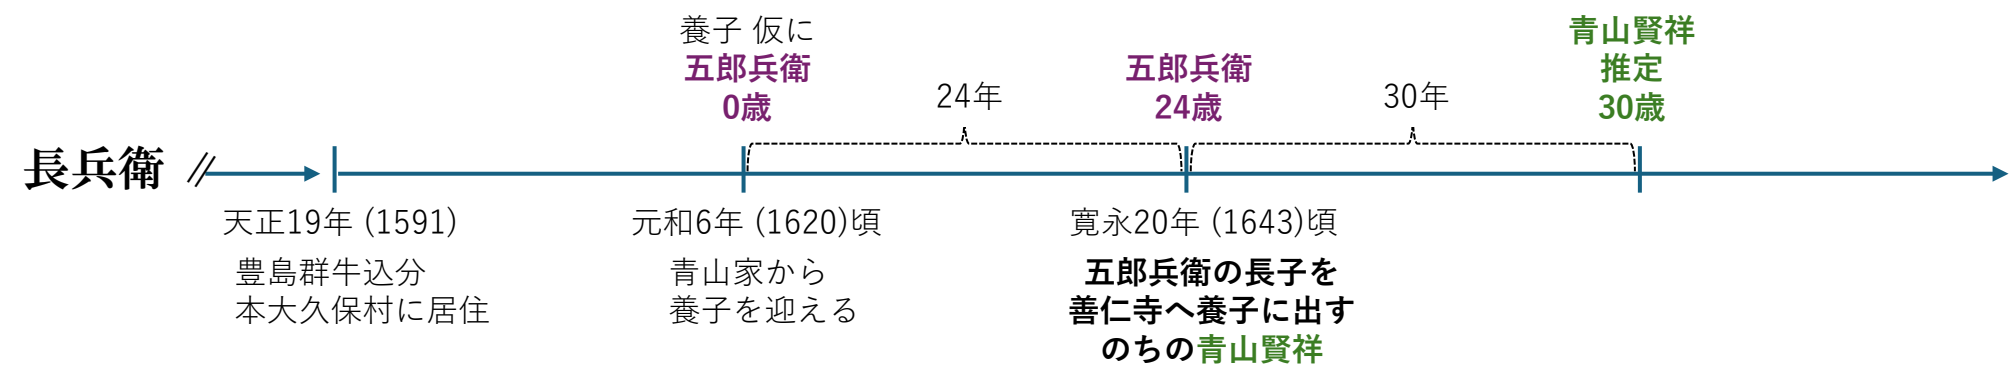 養子 仮に
五郎兵衛
0歳
24年
五郎兵衛
24歳
30年
青山賢祥
推定
30歳
長兵衛
天正19年 (1591)
豊島群牛込分
本大久保村に居住
元和6年 (1620)頃
青山家から
養子を迎える
寛永20年 (1643)頃
五郎兵衛の長子を
善仁寺へ養子に出す
のちの青山賢祥